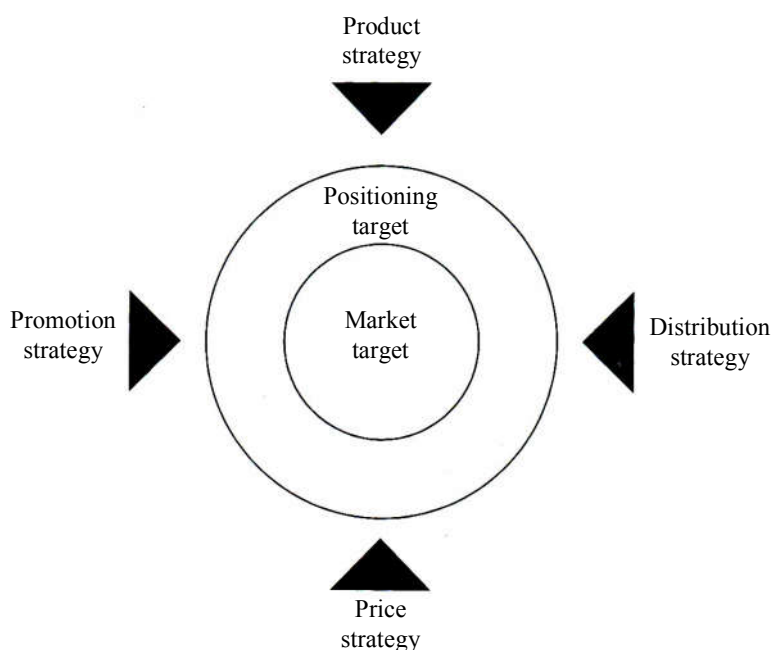 Product
strategy
Positioning
target
Promotion
strategy
Market
target
Distribution
strategy
Price
strategy